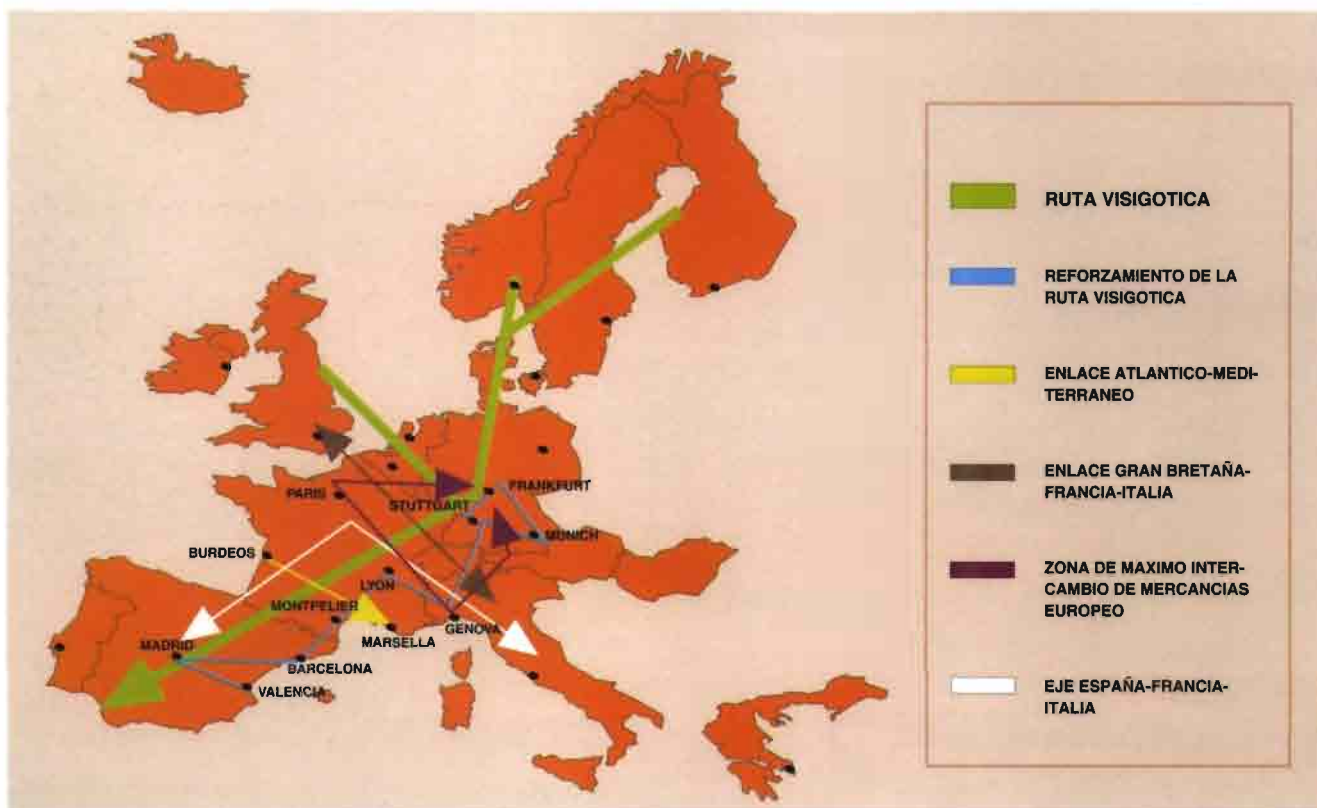 FRANKFURT
PARIS
STUTTGART
MUNICH
BURDEOS
LYON
MONTPELIER
GENOVA
MARSELLA
MADRID
BARCELONA
VALENCIA
RUTA VISIGOTICA
REFORZAMIENTO DE LA
RUTA VISIGOTICA
ENLACE ATLANTICO-MEDI-
TERRANEO
ENLACE GRAN BRETAÑA-
FRANCIA-ITALIA
ZONA DE MAXIMO INTER-
CAMBIO DE MERCANCIAS
EUROPEO
EJE ESPAÑA-FRANCIA-
ITALIA